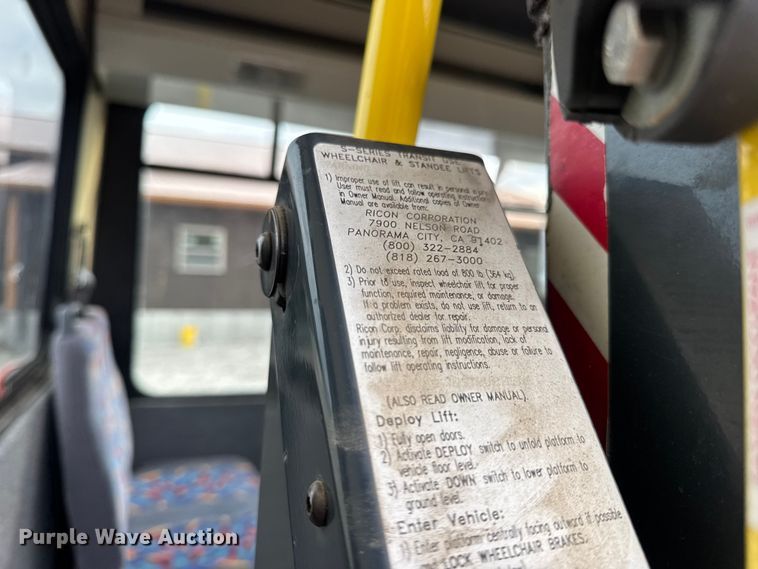 S-SERIES TRANSIT USE
WHEELCHAIR & STANDEE LIFTS
1) Improper use of lift can result in personal injury.
User must read and follow operating instructions
in Owner Manual. Additional copies of Owner
Manual are available from:
RICON CORPORATION
7900 NELSON ROAD
PANORAMA CITY, CA 91402
(800) 322-2884
(818) 267-3000
2) Do not exceed rated load of 800 lb (364 kg).
3) Prior to use, inspect wheelchair lift for proper
function, required maintenance, or damage.
If a problem exists, do not use lift, return to an
authorized dealer for repair.
Ricon Corp. disclaims liability for damage or personal
injury resulting from lift modification, lack of
maintenance, repair, negligence, abuse or failure to
follow lift operating instructions.
(ALSO READ OWNER MANUAL).
Deploy Lift:
1) Fully open doors.
2) Activate DEPLOY switch to unfold platform to
vehicle floor level.
3) Activate DOWN switch to lower platform to
ground level.
Enter Vehicle:
1) Enter platform centrally facing outward if possible
and LOCK WHEELCHAIR BRAKES.
Purple Wave Auction